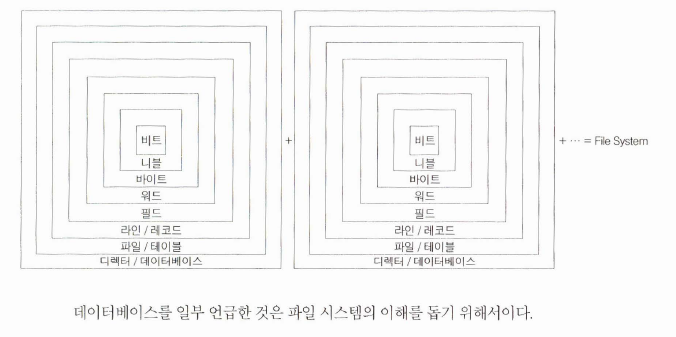 비트
니블
바이트
워드
필드
라인 / 레코드
파일 / 테이블
디렉터 / 데이터베이스
+
비트
니블
바이트
워드
필드
라인 / 레코드
파일 / 테이블
디렉터 / 데이터베이스
+ ··· = File System
데이터베이스를 일부 언급한 것은 파일 시스템의 이해를 돕기 위해서이다.